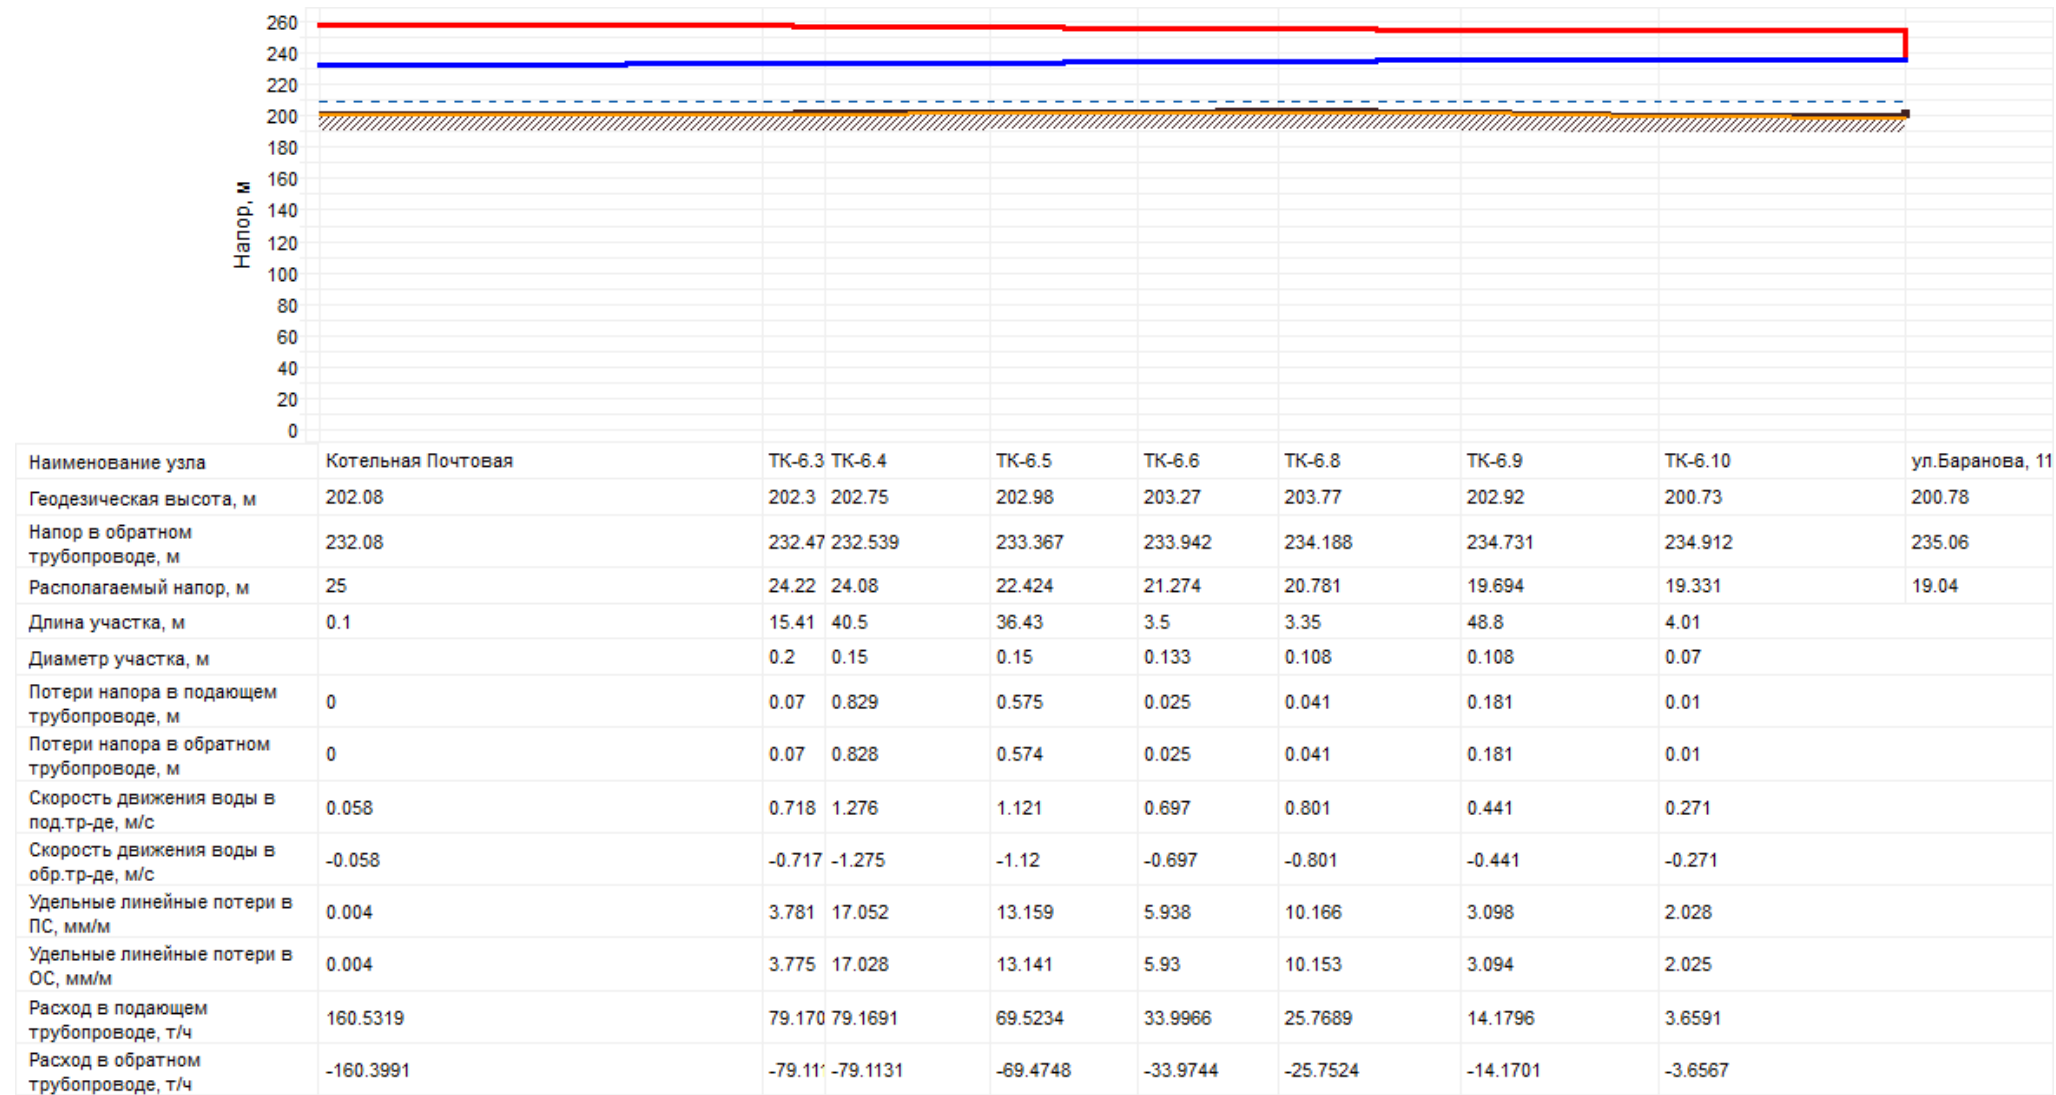 260
240
220
200
180
160
140
120
100
80
60
40
20
0
Напор, м
Наименование узла Котельная Почтовая ТК-6.3 ТК-6.4 ТК-6.5 ТК-6.6 ТК-6.8 ТК-6.9 ТК-6.10 ул.Баранова, 11
Геодезическая высота, м 202.08 202.3 202.75 202.98 203.27 203.77 202.92 200.73 200.78
Напор в обратном
трубопроводе, м 232.08 232.47 232.539 233.367 233.942 234.188 234.731 234.912 235.06
Располагаемый напор, м 25 24.22 24.08 22.424 21.274 20.781 19.694 19.331 19.04
Длина участка, м 0.1 15.41 40.5 36.43 3.5 3.35 48.8 4.01
Диаметр участка, м 0.2 0.15 0.15 0.133 0.108 0.108 0.07
Потери напора в подающем
трубопроводе, м 0 0.07 0.829 0.575 0.025 0.041 0.181 0.01
Потери напора в обратном
трубопроводе, м 0 0.07 0.828 0.574 0.025 0.041 0.181 0.01
Скорость движения воды в
под.тр-де, м/с 0.058 0.718 1.276 1.121 0.697 0.801 0.441 0.271
Скорость движения воды в
обр.тр-де, м/с -0.058 -0.717 -1.275 -1.12 -0.697 -0.801 -0.441 -0.271
Удельные линейные потери в
ПС, мм/м 0.004 3.781 17.052 13.159 5.938 10.166 3.098 2.028
Удельные линейные потери в
ОС, мм/м 0.004 3.775 17.028 13.141 5.93 10.153 3.094 2.025
Расход в подающем
трубопроводе, т/ч 160.5319 79.170 79.1691 69.5234 33.9966 25.7689 14.1796 3.6591
Расход в обратном
трубопроводе, т/ч -160.3991 -79.11 -79.1131 -69.4748 -33.9744 -25.7524 -14.1701 -3.6567